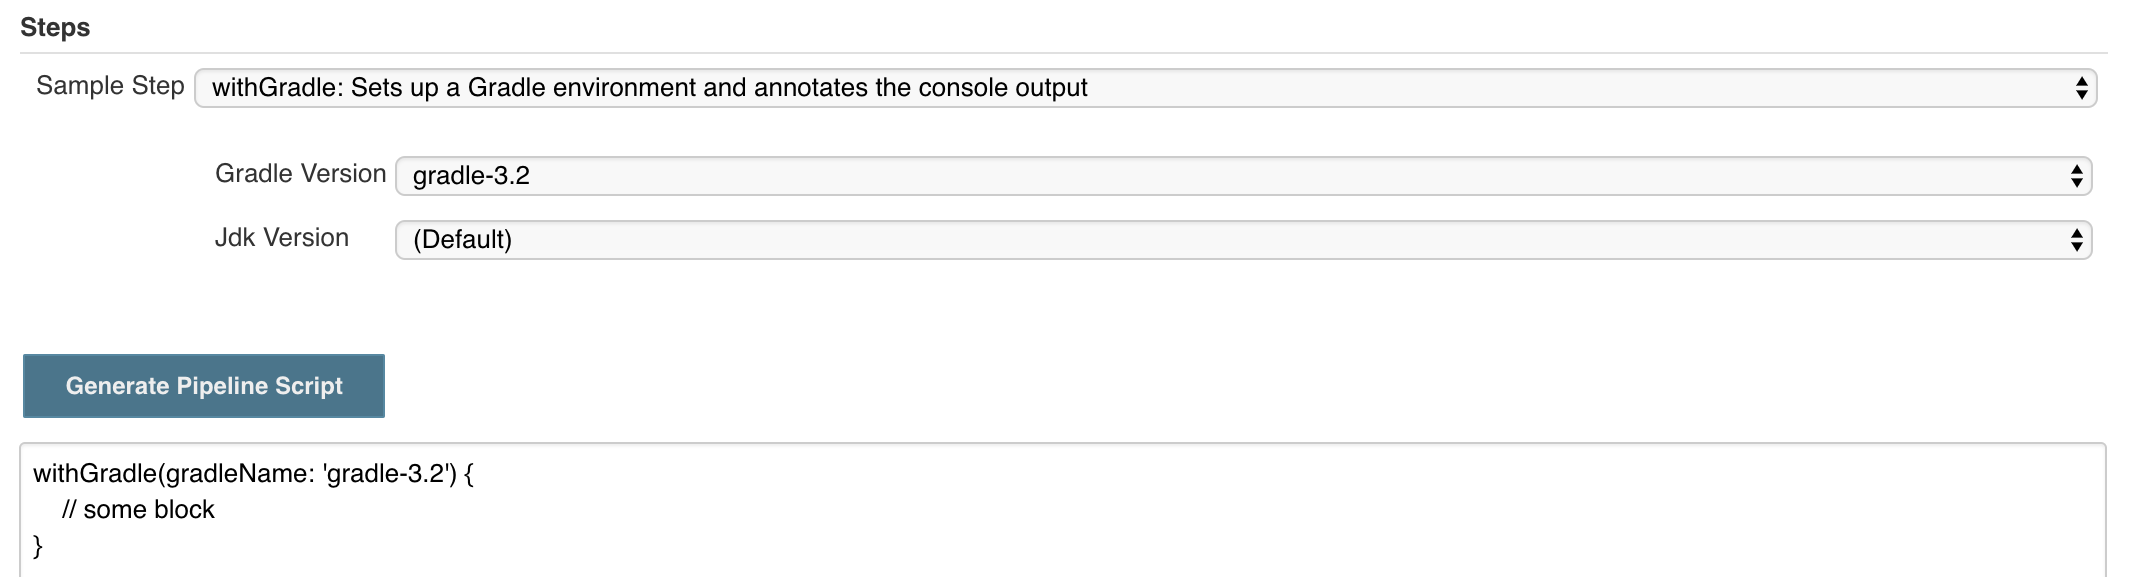 Steps
Sample Step withGradle: Sets up a Gradle environment and annotates the console output
Gradle Version gradle-3.2
Jdk Version (Default)
Generate Pipeline Script
withGradle(gradleName: 'gradle-3.2') {
// some block
}